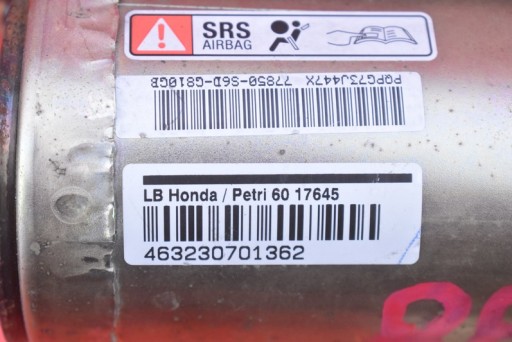 SRS
AIRBAG
PQPG73J447X 77850-S6D-G810GB
LB Honda / Petri 60 17645
463230701362